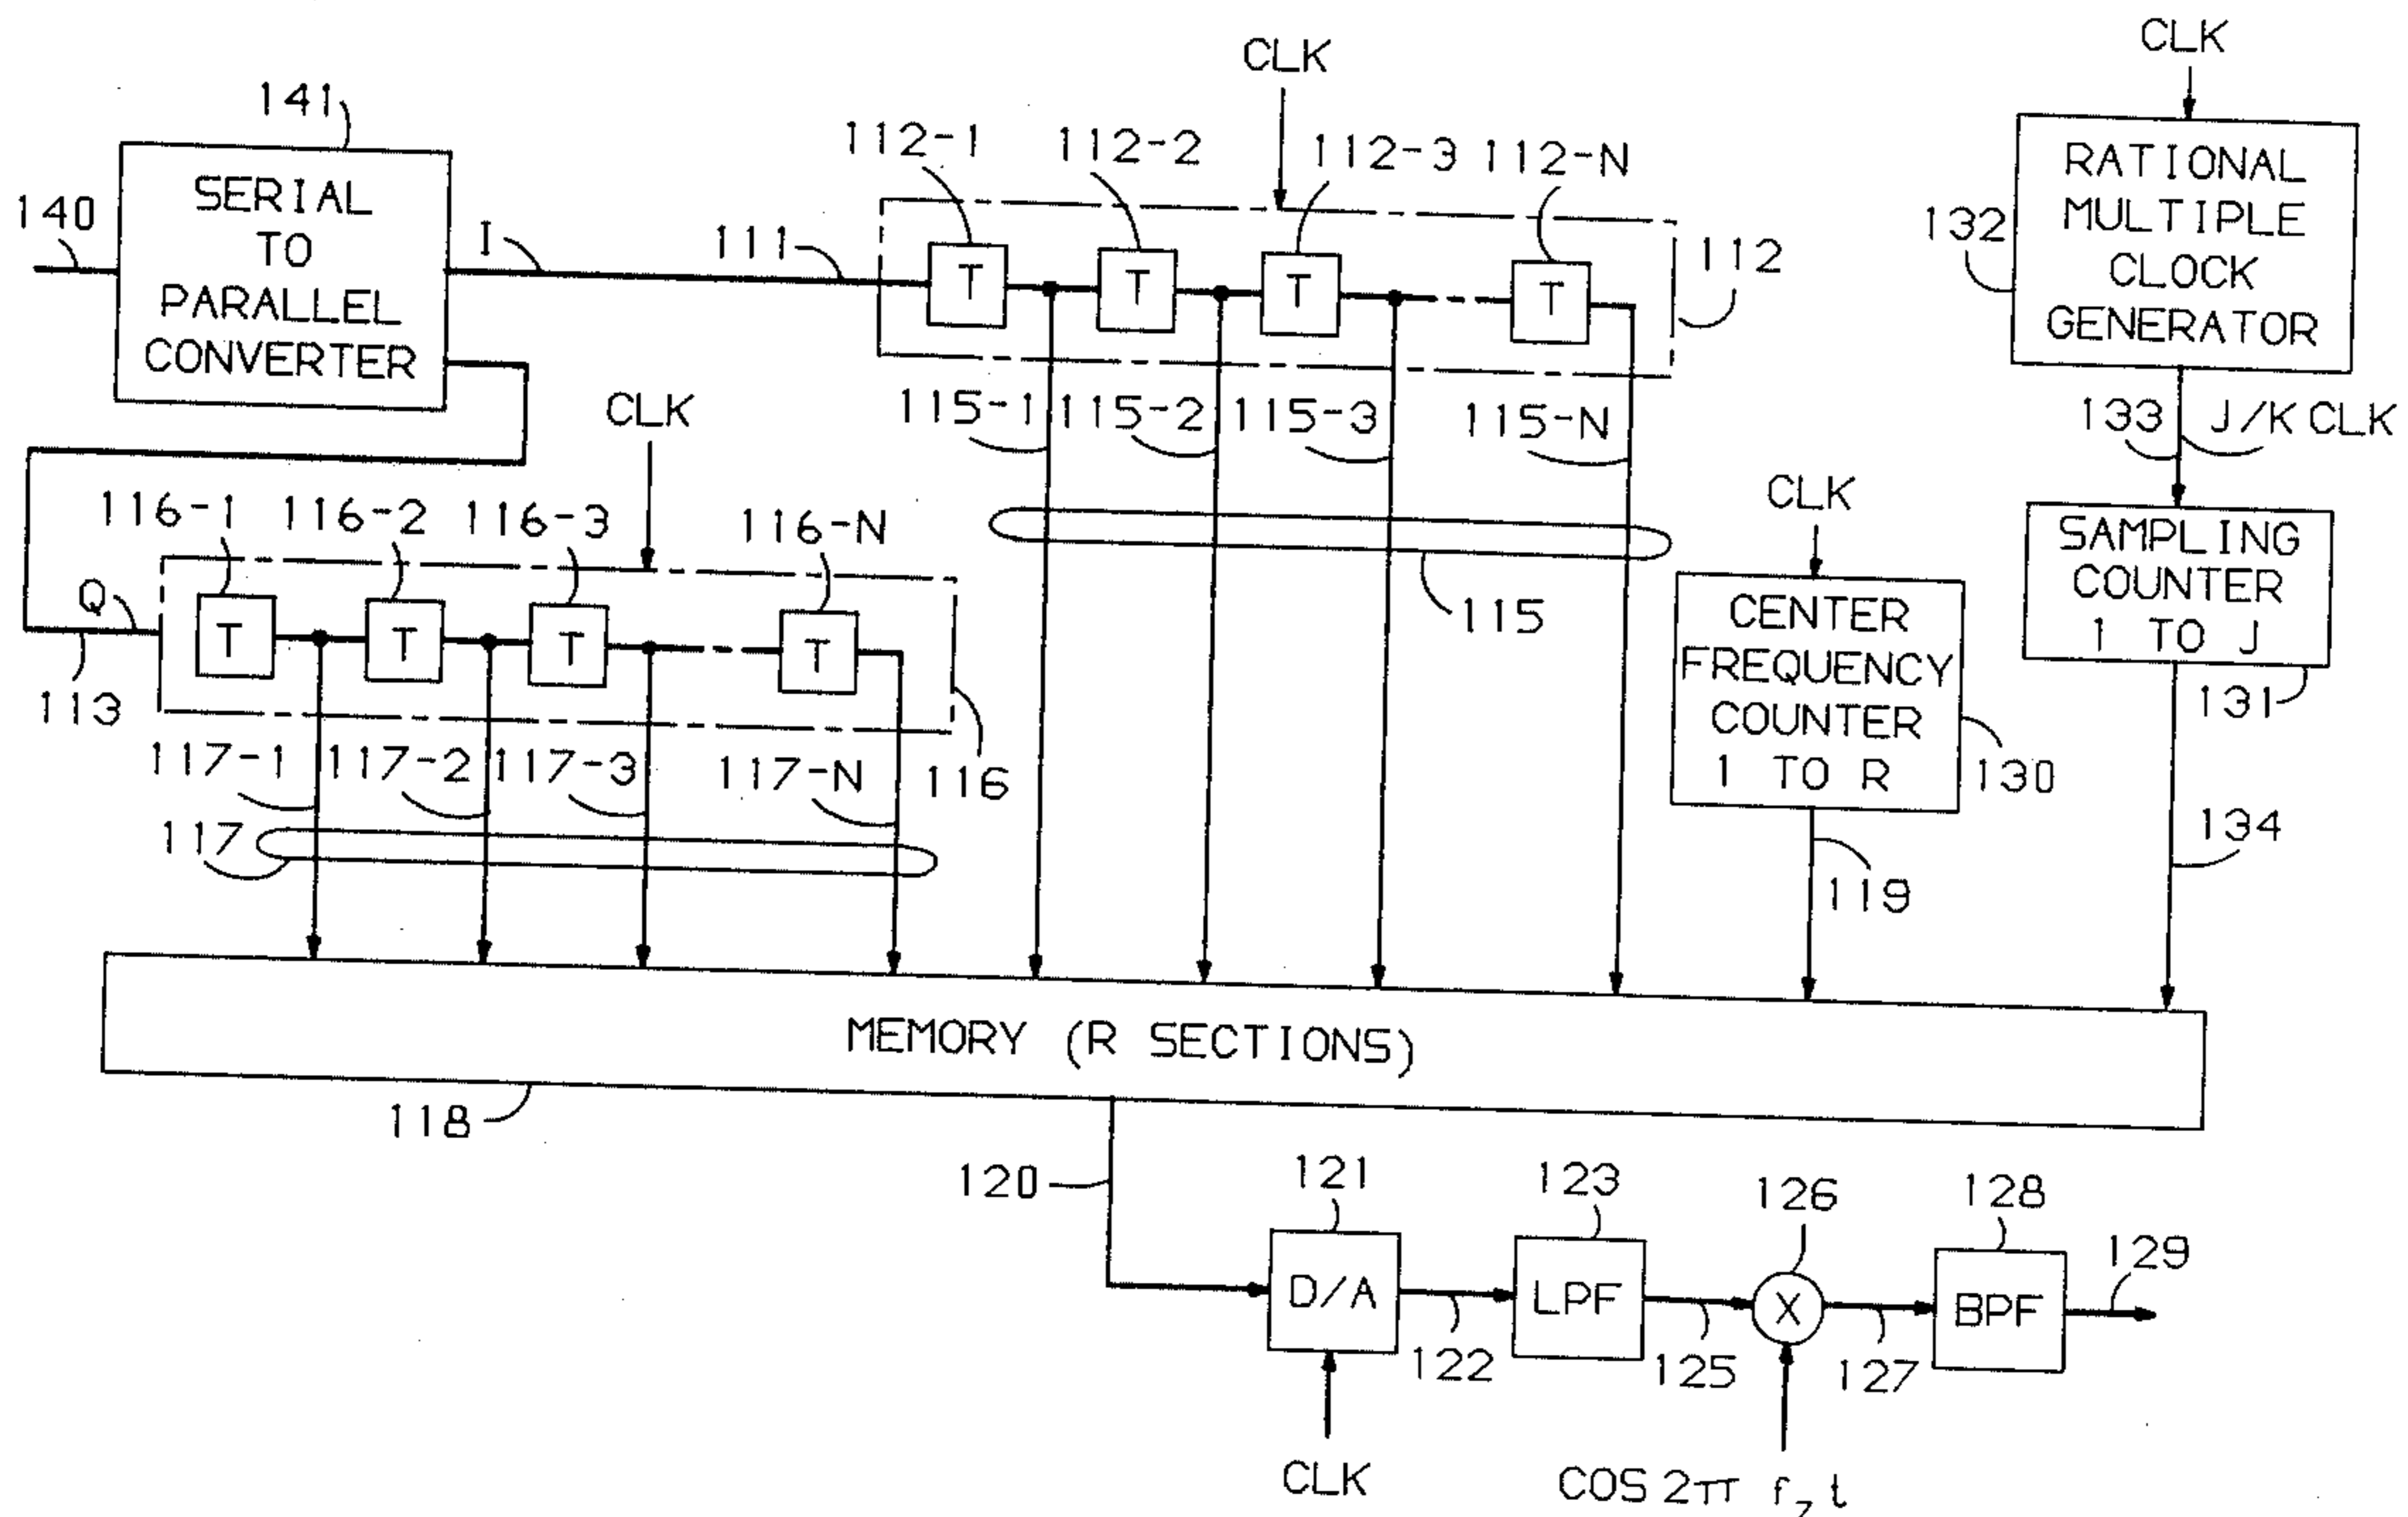 CLK
CLK
141
112-1 112-2 112-3 112-N
SERIAL
TO
PARALLEL
CONVERTER
140
I
111
112
RATIONAL
MULTIPLE
CLOCK
GENERATOR
132
CLK
115-1 115-2 115-3 115-N
133
J/K CLK
116-1 116-2 116-3 116-N
T T T T
CLK
SAMPLING
COUNTER
1 TO J
131
Q
113
T T T T
115
CENTER
FREQUENCY
COUNTER
1 TO R
130
117-1 117-2 117-3 117-N
116
117
119
134
MEMORY (R SECTIONS)
118
120
121
123
126
128
129
D/A
LPF
X
BPF
122
125
127
CLK
COS 2π f₇ t